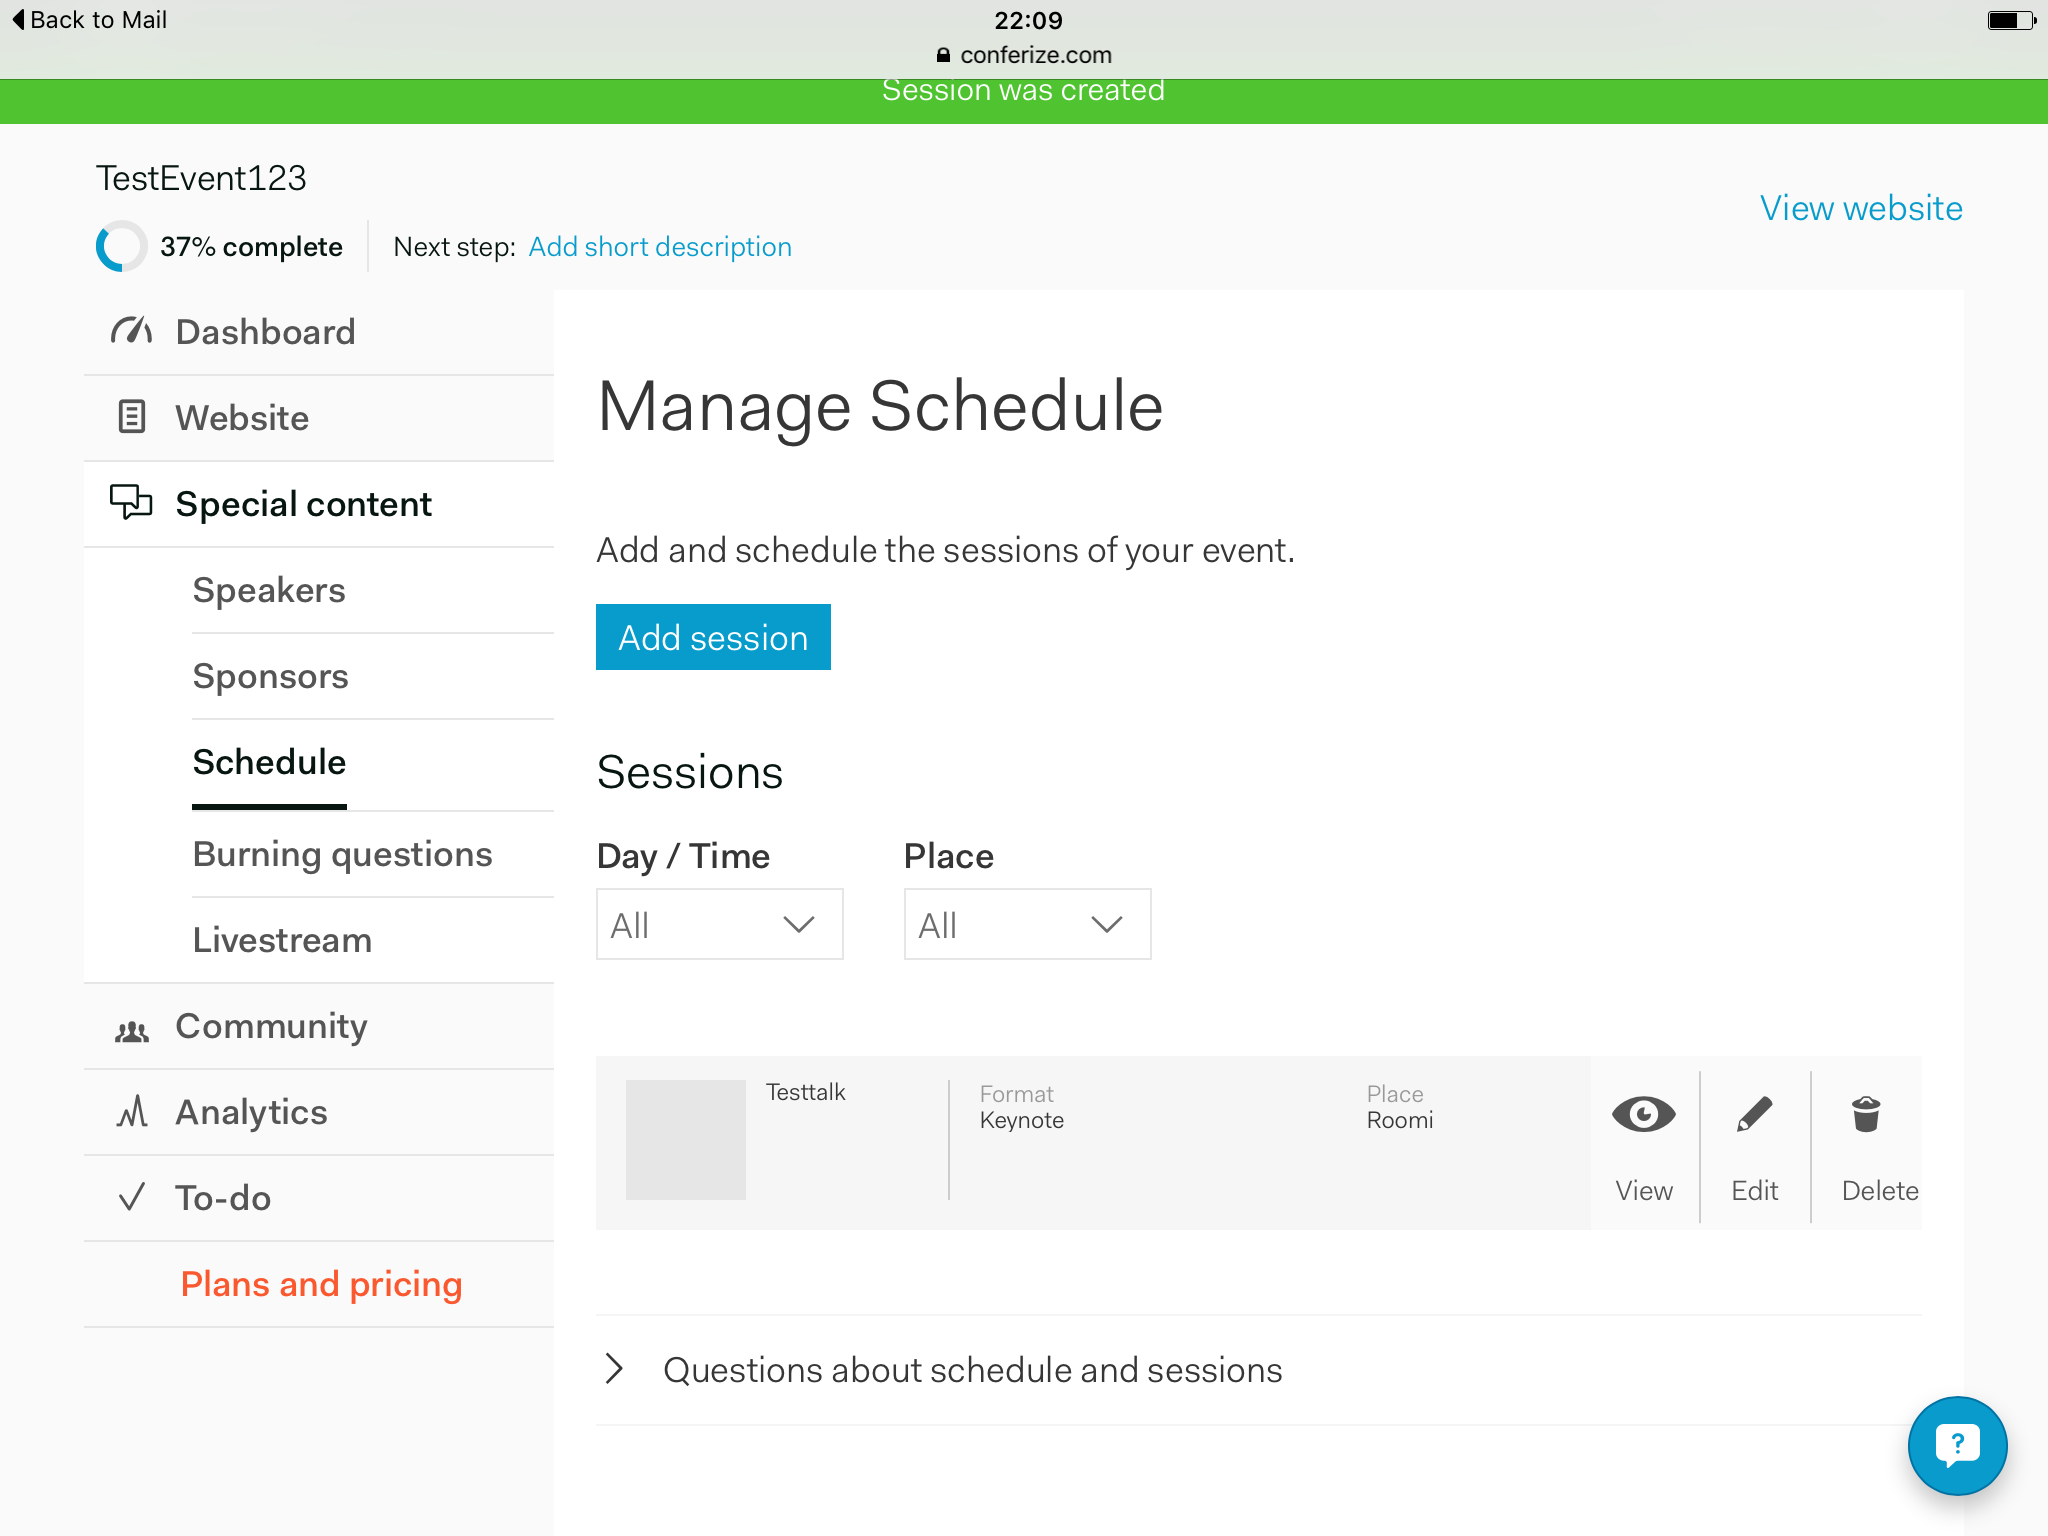 Back to Mail
22:09
conferize.com
Session was created
TestEvent123
View website
37% complete
Next step: Add short description
Dashboard
Website
Special content
Speakers
Sponsors
Schedule
Burning questions
Livestream
Community
Analytics
To-do
Plans and pricing
Manage Schedule
Add and schedule the sessions of your event.
Add session
Sessions
Day / Time
Place
All
All
Testtalk
Format
Keynote
Place
Roomi
View
Edit
Delete
Questions about schedule and sessions
?